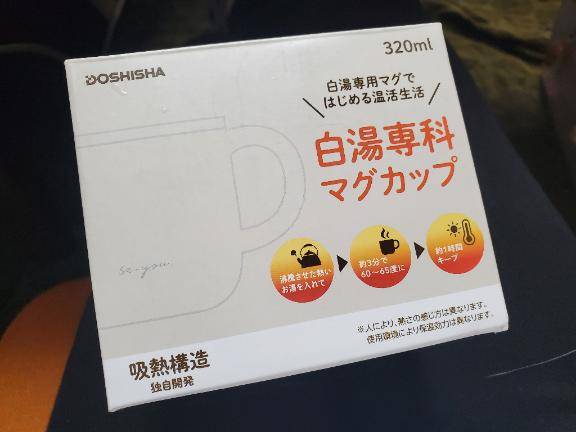 DOSHISHA
320ml
白湯専用マグで
はじめる温活生活
白湯専科
マグカップ
sa-you.
沸騰させた熱い
お湯を入れて
約3分で
60～65度に
約1時間
キープ
※人により、熱さの感じ方は異なります。
使用環境により保温効力は異なります。
吸熱構造
独自開発